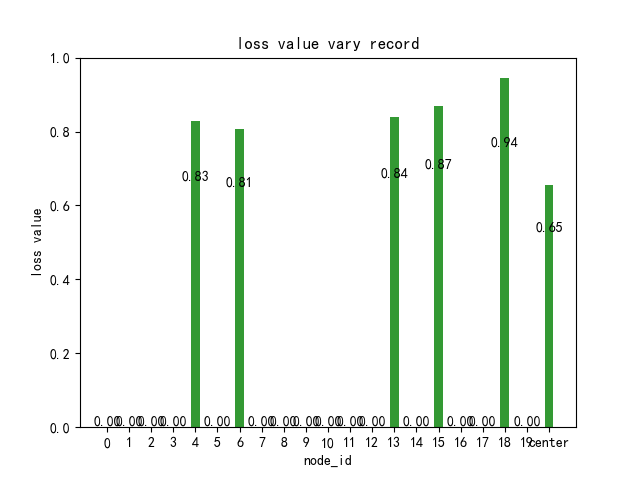 loss value vary record
loss value
1.0
0.8
0.6
0.4
0.2
0.0
0.00 0.00 0.00 0.00 0.83 0.00 0.81 0.00 0.00 0.00 0.00 0.00 0.00 0.84 0.00 0.87 0.00 0.00 0.94 0.00 0.65
0 1 2 3 4 5 6 7 8 9 10 11 12 13 14 15 16 17 18 19 center
node_id